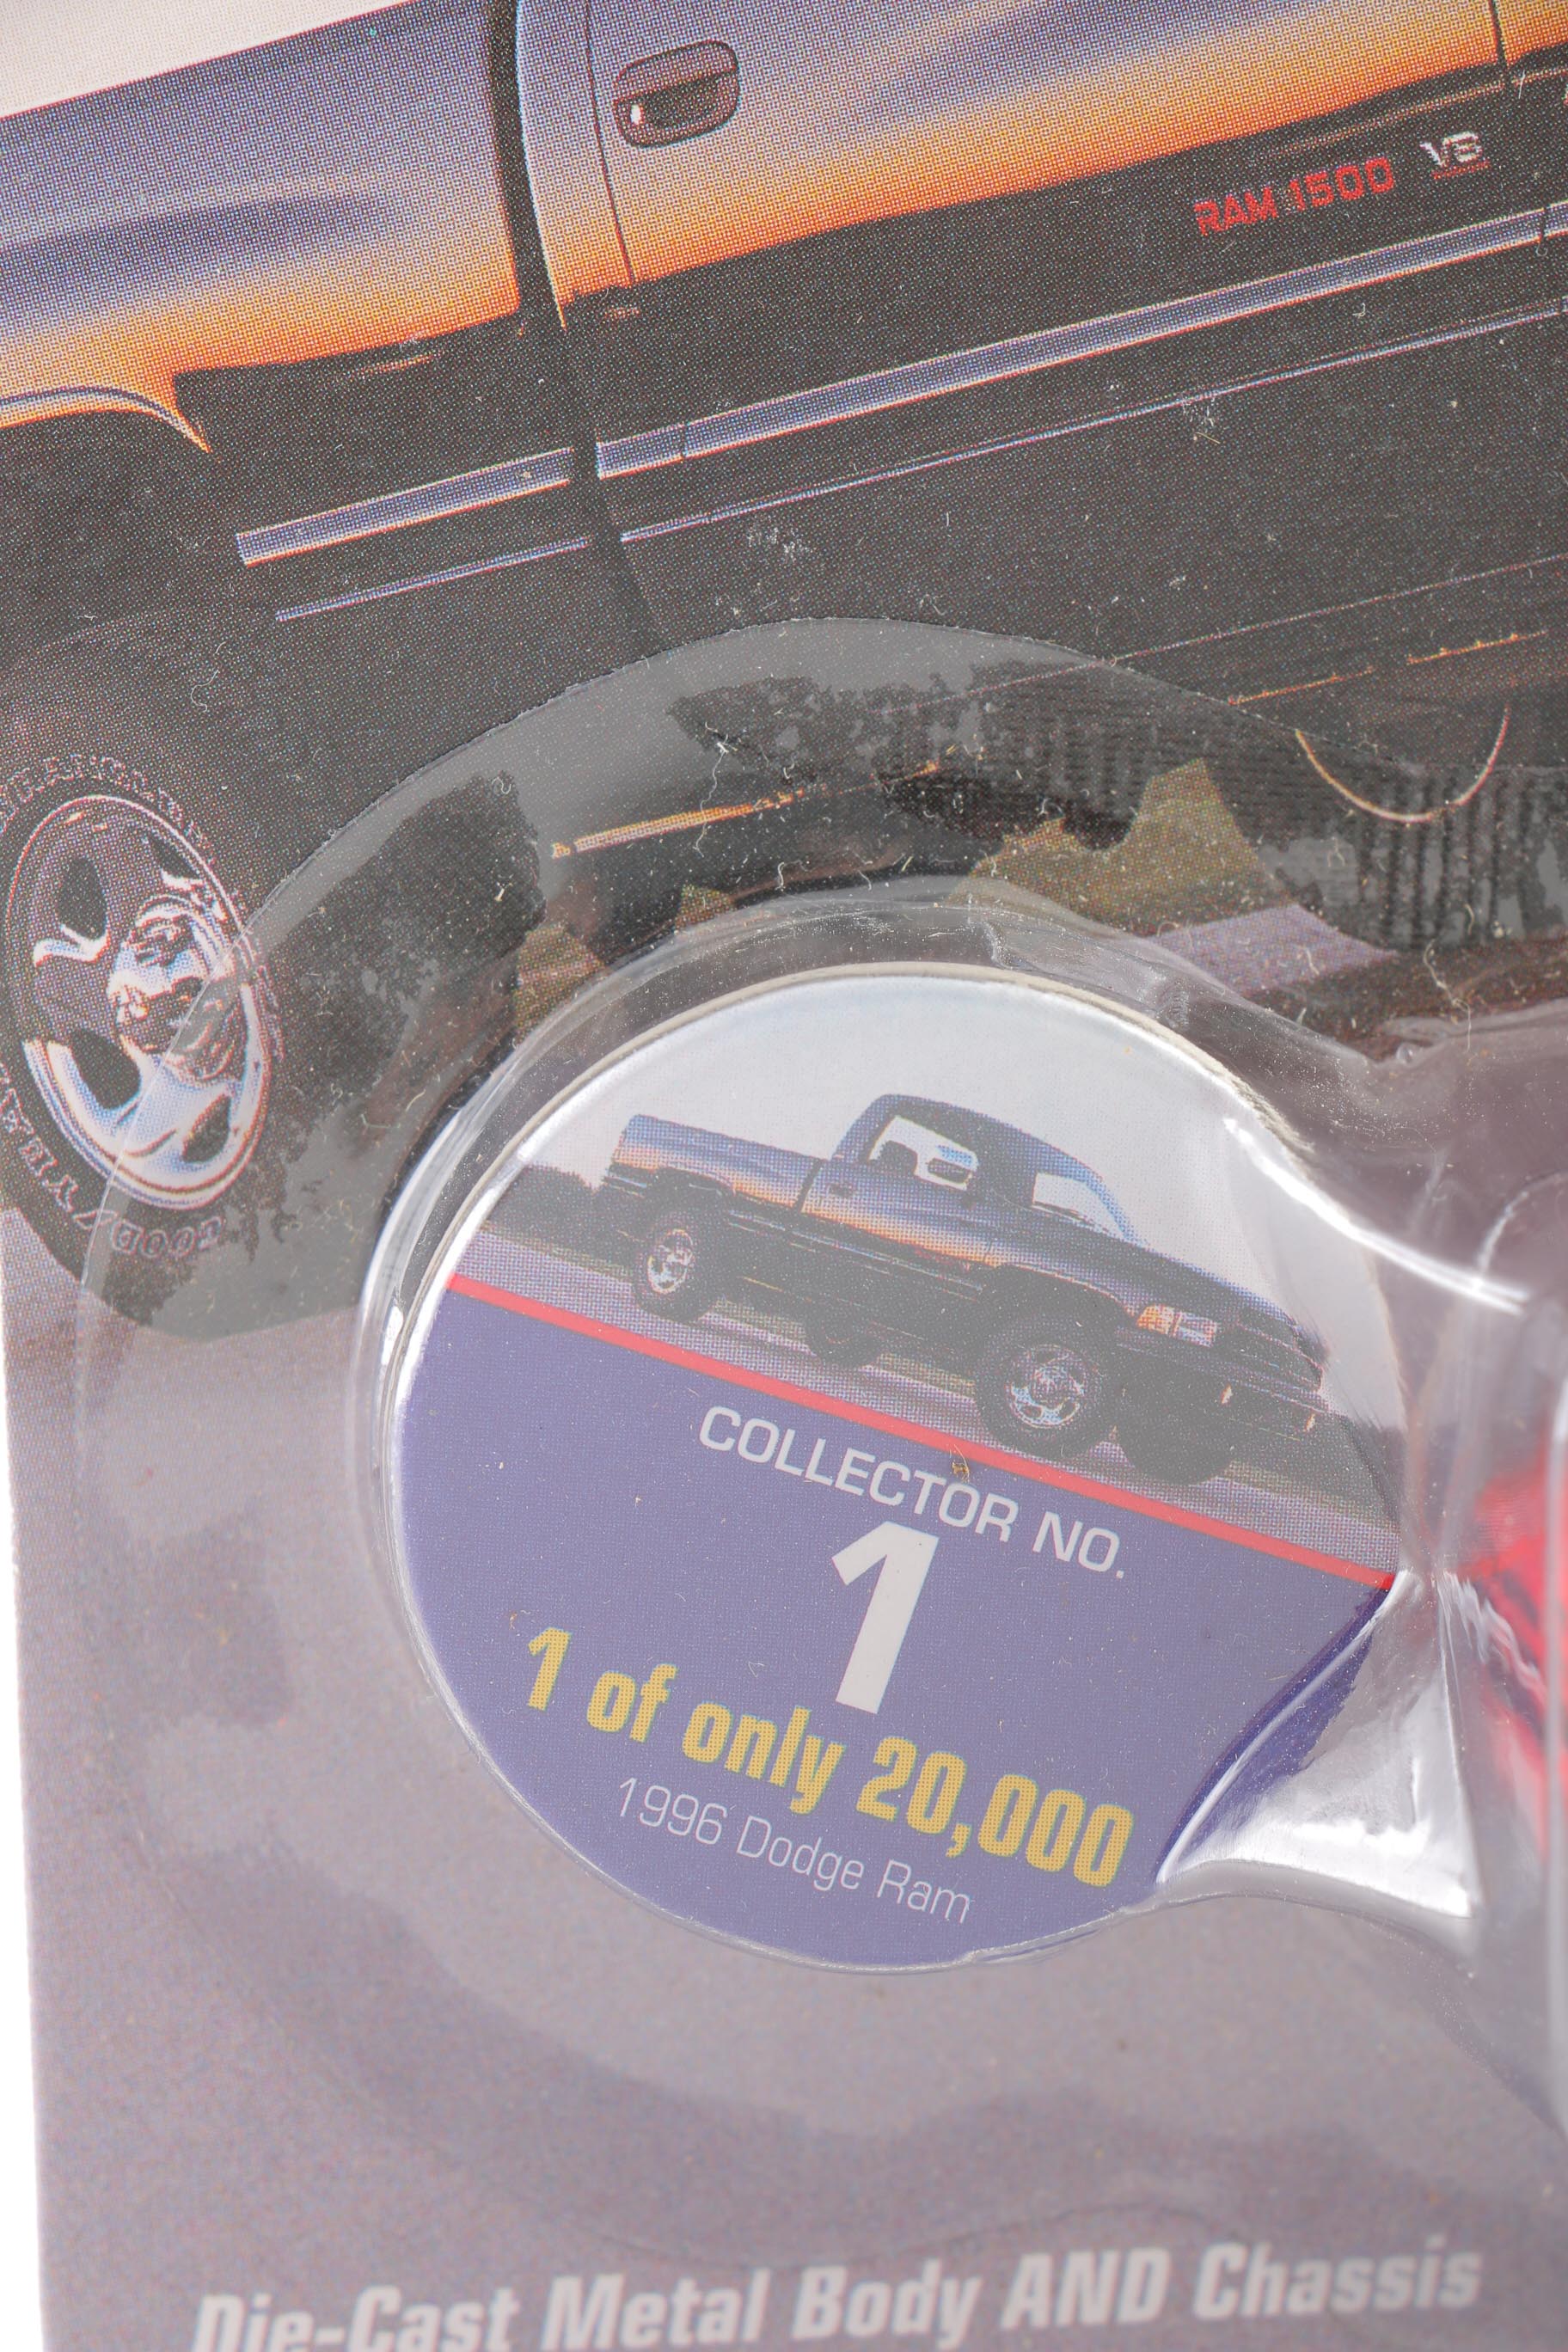 RAM 1500 V8
GOODYEAR
COLLECTOR NO.
1
1 of only 20,000
1996 Dodge Ram
Die-Cast Metal Body AND Chassis